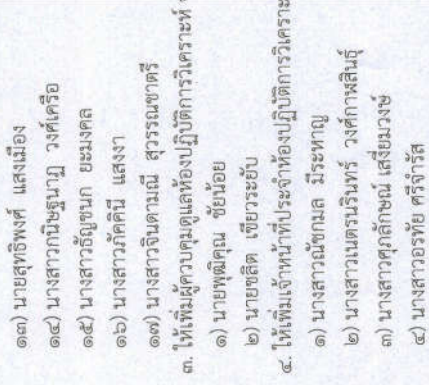 ๑๓) นายสุทธิพงศ์ แสงเมือง
๑๔) นางสาวกนิษฐนาฎ วงศ์เครือ
๑๕) นางสาวธัญชนก ยะมงคล
๑๖) นางสาวภัคคินี แสงงา
๑๗) นางสาวจินดามณี สุวรรณชาตรี
๓. ให้เพิ่มผู้ควบคุมดูแลห้องปฏิบัติการวิเคราะห์
๑) นายพุฒิคุณ ชัยน้อย
๒) นายชลิต เขียวระยับ
๔. ให้เพิ่มเจ้าหน้าที่ประจำห้องปฏิบัติการวิเครา
๑) นางสาวณัชกมล มีระหาญ
๒) นางสาวเนตรนรินทร์ วงศ์กาฬสินธุ์
๓) นางสาวศุภลักษณ์ เสงี่ยมวงษ์
๔) นางสาวอรทัย ศรีจำรัส